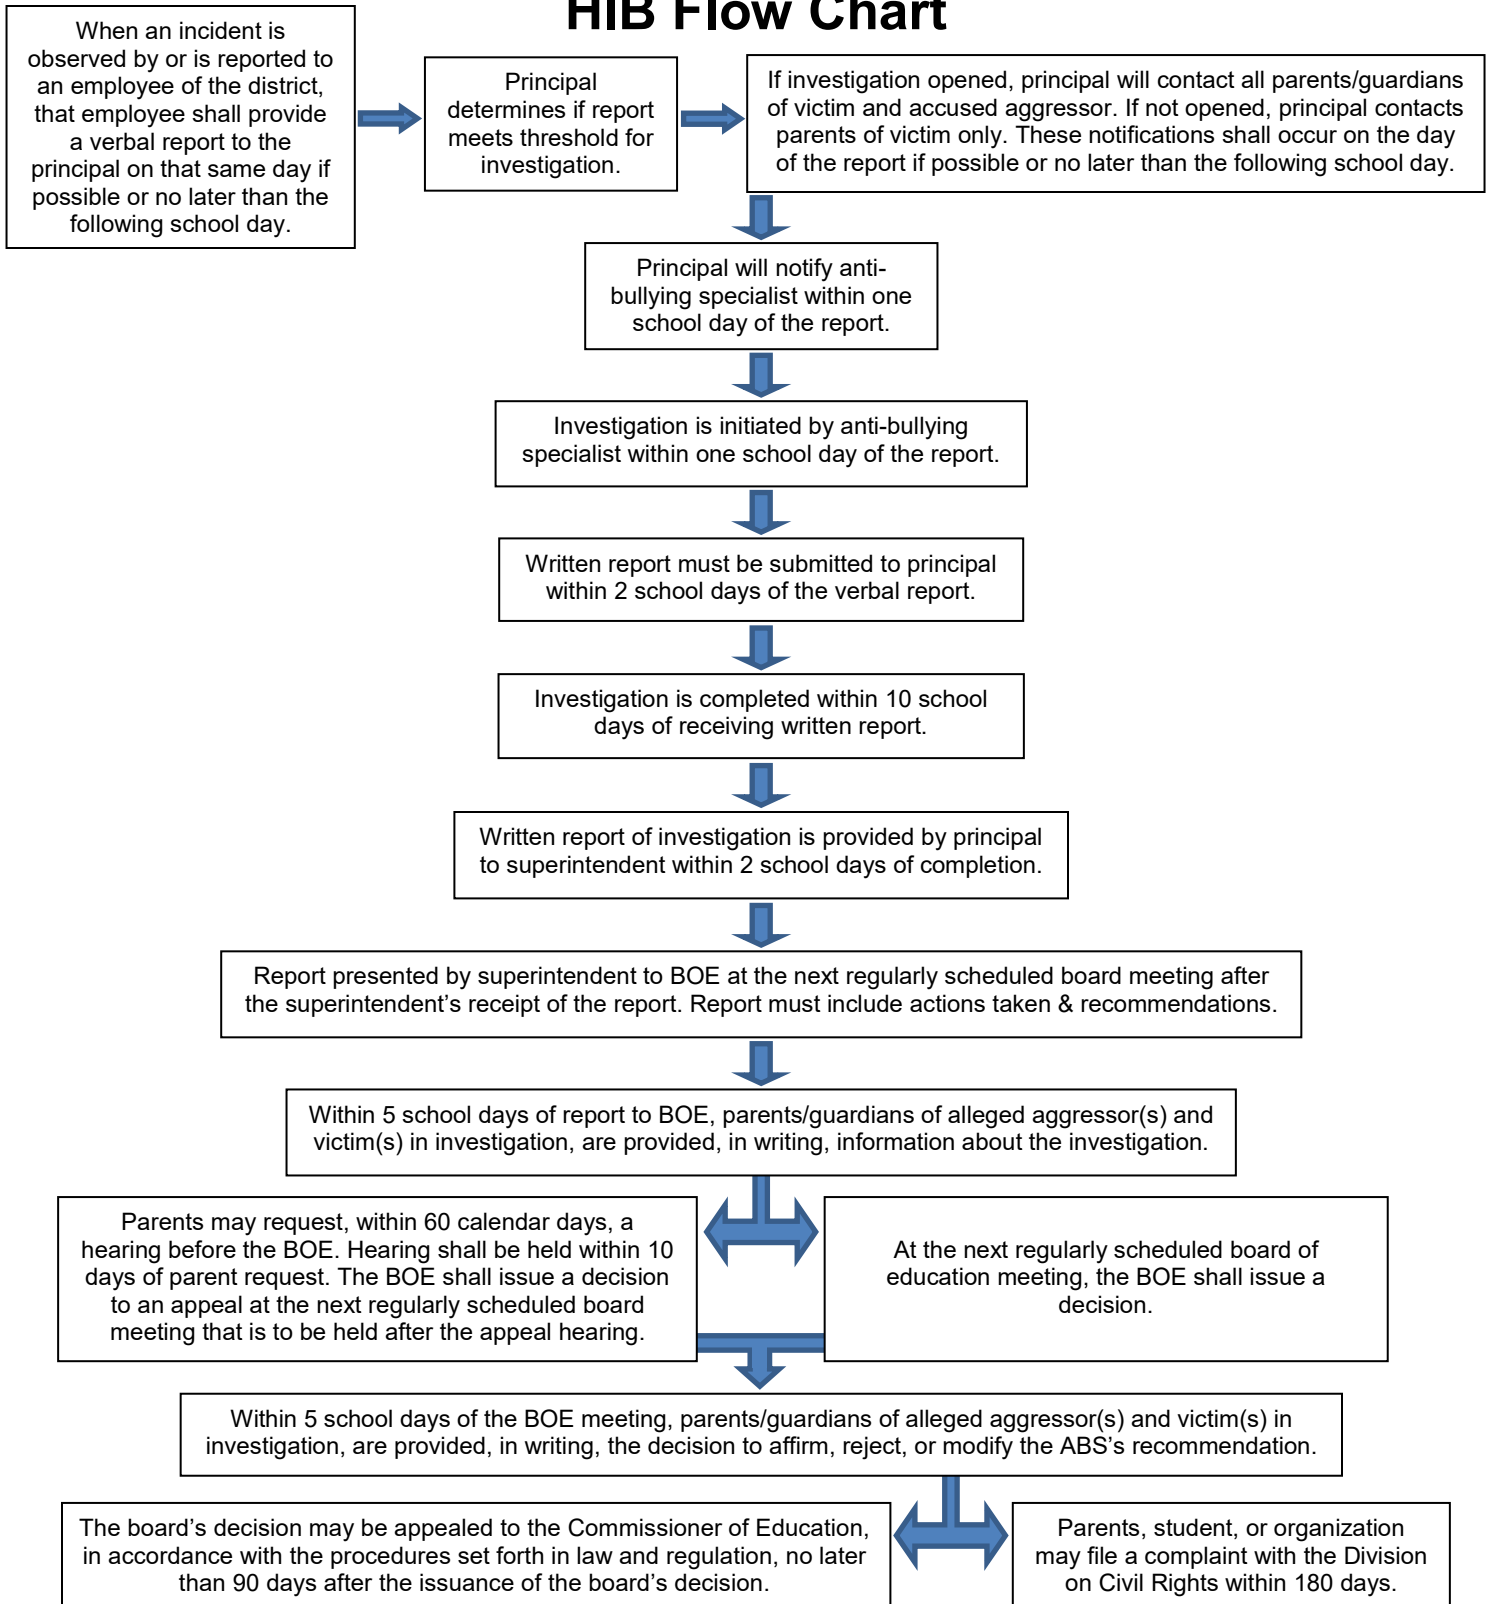 HIB Flow Chart
When an incident is
observed by or is reported to
an employee of the district,
that employee shall provide
a verbal report to the
principal on that same day if
possible or no later than the
following school day.
Principal
determines if report
meets threshold for
investigation.
If investigation opened, principal will contact all parents/guardians
of victim and accused aggressor. If not opened, principal contacts
parents of victim only. These notifications shall occur on the day
of the report if possible or no later than the following school day.
Principal will notify anti-
bullying specialist within one
school day of the report.
Investigation is initiated by anti-bullying
specialist within one school day of the report.
Written report must be submitted to principal
within 2 school days of the verbal report.
Investigation is completed within 10 school
days of receiving written report.
Written report of investigation is provided by principal
to superintendent within 2 school days of completion.
Report presented by superintendent to BOE at the next regularly scheduled board meeting after
the superintendent’s receipt of the report. Report must include actions taken & recommendations.
Within 5 school days of report to BOE, parents/guardians of alleged aggressor(s) and
victim(s) in investigation, are provided, in writing, information about the investigation.
Parents may request, within 60 calendar days, a
hearing before the BOE. Hearing shall be held within 10
days of parent request. The BOE shall issue a decision
to an appeal at the next regularly scheduled board
meeting that is to be held after the appeal hearing.
At the next regularly scheduled board of
education meeting, the BOE shall issue a
decision.
Within 5 school days of the BOE meeting, parents/guardians of alleged aggressor(s) and victim(s) in
investigation, are provided, in writing, the decision to affirm, reject, or modify the ABS’s recommendation.
The board’s decision may be appealed to the Commissioner of Education,
in accordance with the procedures set forth in law and regulation, no later
than 90 days after the issuance of the board’s decision.
Parents, student, or organization
may file a complaint with the Division
on Civil Rights within 180 days.